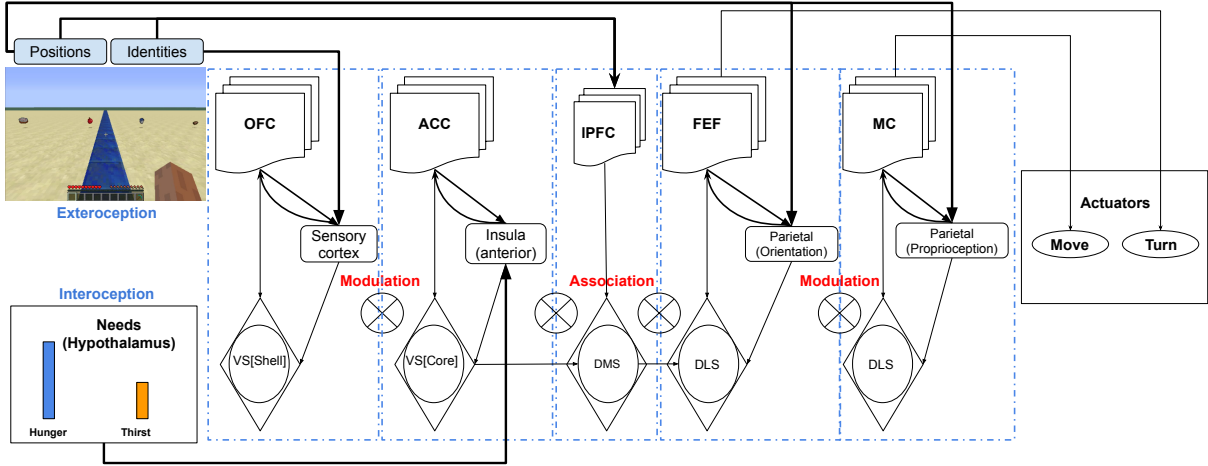 Positions
Identities
Exteroception
OFC
ACC
lPFC
FEF
MC
Sensory
cortex
Insula
(anterior)
Parietal
(Orientation)
Parietal
(Proprioception)
Actuators
Move
Turn
Modulation
Association
Modulation
Interoception
Needs
(Hypothalamus)
Hunger
Thirst
VS[Shell]
VS[Core]
DMS
DLS
DLS